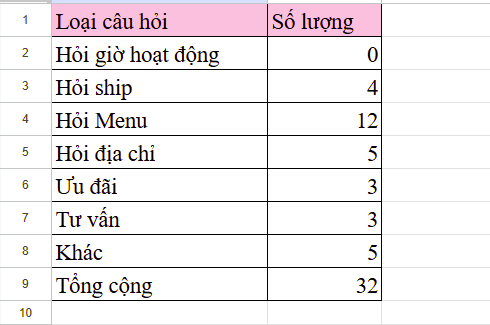 1 Loại câu hỏi Số lượng
2 Hỏi giờ hoạt động 0
3 Hỏi ship 4
4 Hỏi Menu 12
5 Hỏi địa chỉ 5
6 Ưu đãi 3
7 Tư vấn 3
8 Khác 5
9 Tổng cộng 32
10